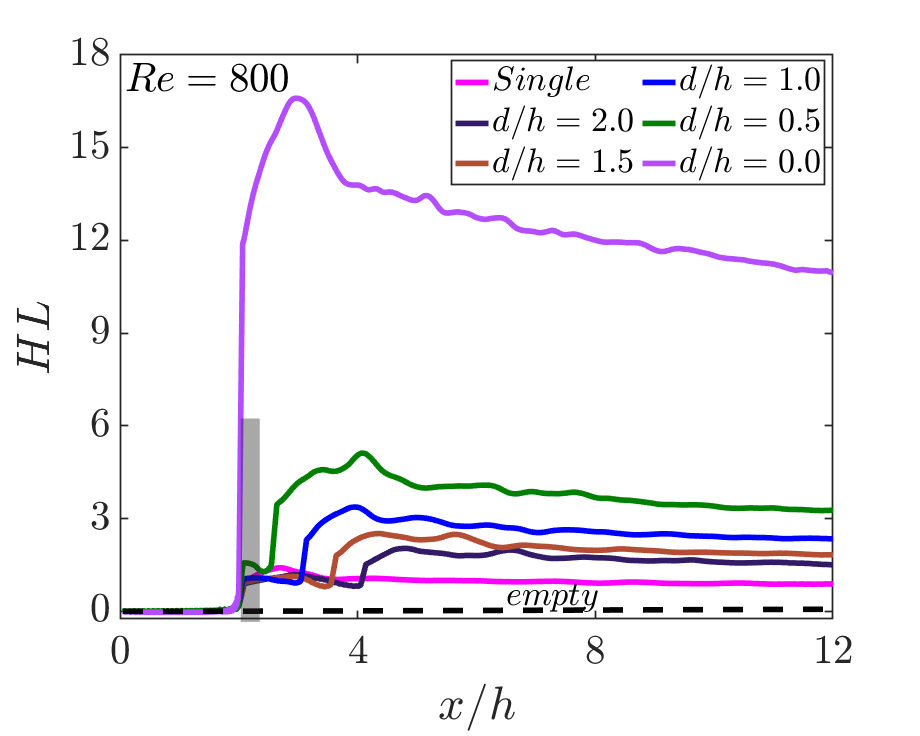 18
Re = 800
Single
d/h = 1.0
d/h = 2.0
d/h = 0.5
d/h = 1.5
d/h = 0.0
15
12
9
6
3
0
HL
empty
0 4 8 12
x/h